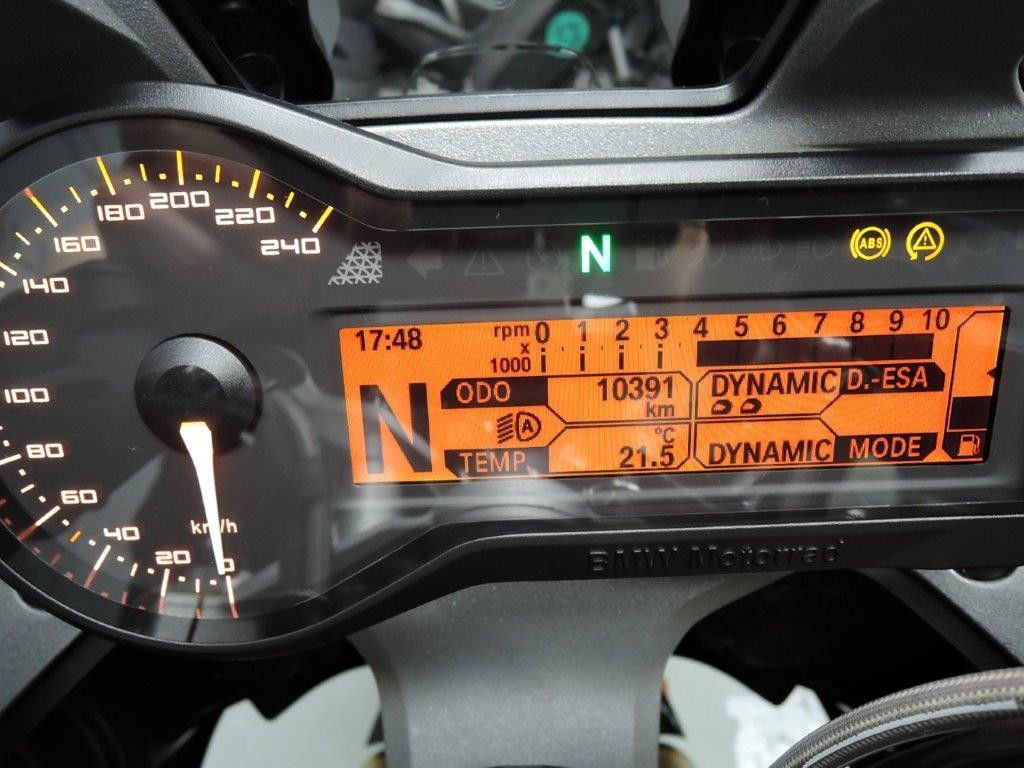 200
180
220
160
240
140
120
100
80
60
40
20
0
km/h
N
ABS
17:48
rpm
x
1000
0 1 2 3 4 5 6 7 8 9 10
N
ODO
10391
km
DYNAMIC
D.-ESA
A
TEMP.
°C
21.5
DYNAMIC
MODE
BMW Motorrad